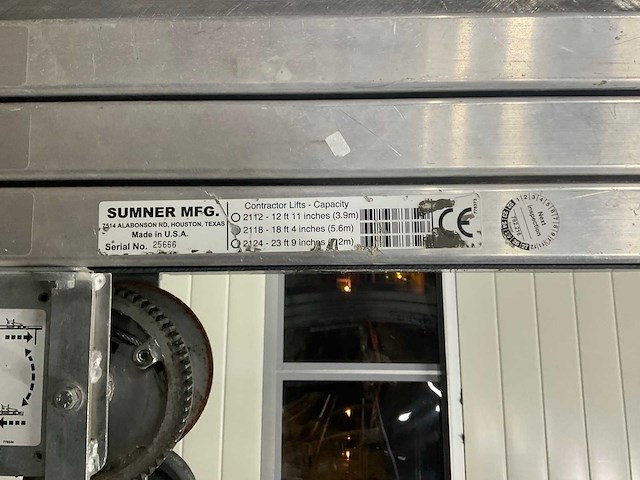 SUMNER MFG.
7514 ALABONSON RD, HOUSTON, TEXAS
Made in U.S.A.
Serial No. 25666
Contractor Lifts - Capacity
2112 - 12 ft 11 inches (3.9m)
2118 - 18 ft 4 inches (5.6m)
2124 - 23 ft 9 inches
CE
Next
inspection